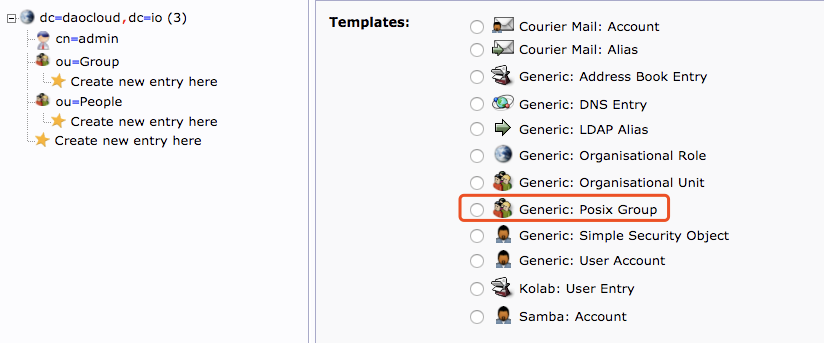 dc=daocloud,dc=io (3)
cn=admin
ou=Group
Create new entry here
ou=People
Create new entry here
Create new entry here
Templates:
Courier Mail: Account
Courier Mail: Alias
Generic: Address Book Entry
Generic: DNS Entry
Generic: LDAP Alias
Generic: Organisational Role
Generic: Organisational Unit
Generic: Posix Group
Generic: Simple Security Object
Generic: User Account
Kolab: User Entry
Samba: Account